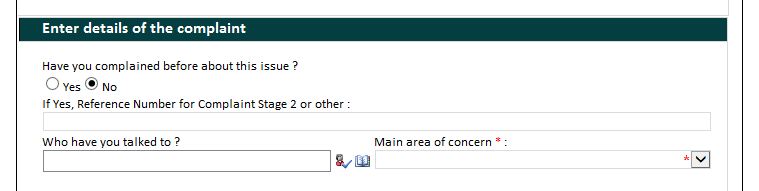 Enter details of the complaint
Have you complained before about this issue ?
Yes No
If Yes, Reference Number for Complaint Stage 2 or other :
Who have you talked to ? Main area of concern * :
*